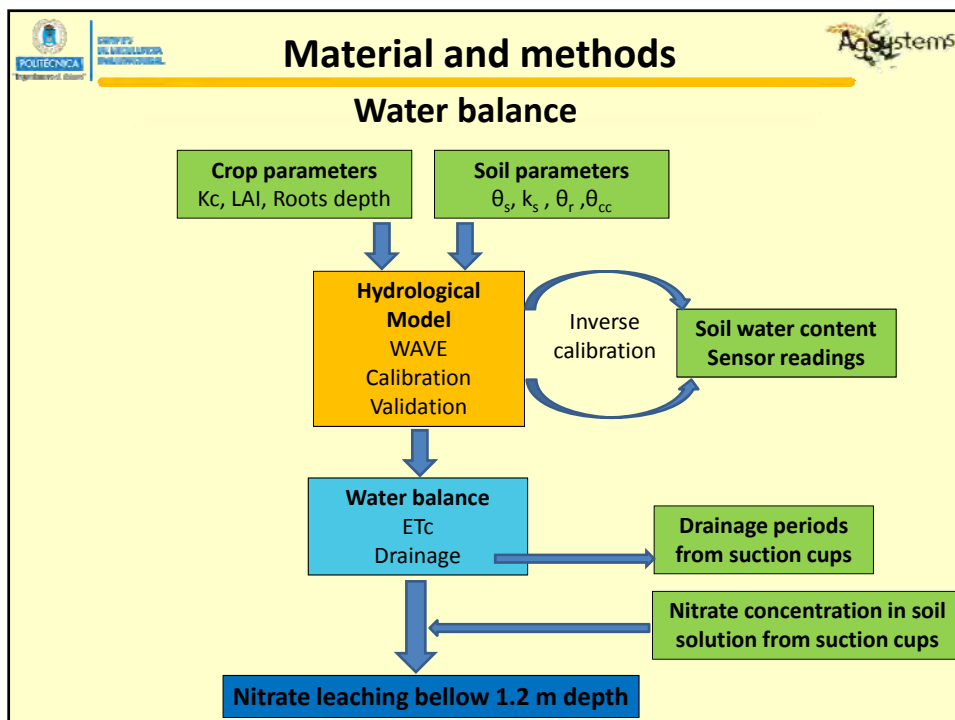 POLITÉCNICA
Material and methods
AgSystems
Water balance
Crop parameters
Kc, LAI, Roots depth
Soil parameters
θs, ks , θr ,θcc
Hydrological
Model
WAVE
Calibration
Validation
Inverse
calibration
Soil water content
Sensor readings
Water balance
ETc
Drainage
Drainage periods
from suction cups
Nitrate concentration in soil
solution from suction cups
Nitrate leaching bellow 1.2 m depth